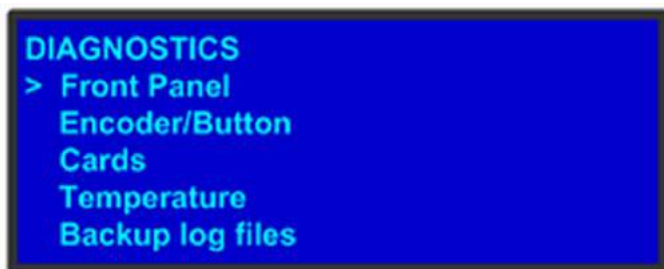 DIAGNOSTICS
> Front Panel
Encoder/Button
Cards
Temperature
Backup log files